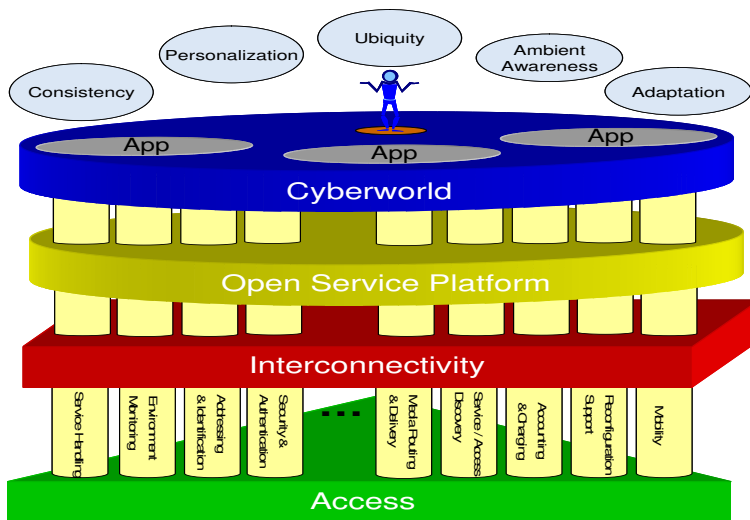 Ubiquity
Personalization
Ambient
Awareness
Consistency
Adaptation
App
App
App
Cyberworld
Open Service Platform
Interconnectivity
Service Handling
Environment
Monitoring
Addressing
& Identification
Security &
Authentication
...
Media Routing
& Delivery
Service / Access
Discovery
Accounting
& Charging
Reconfiguration
Support
Mobility
Access